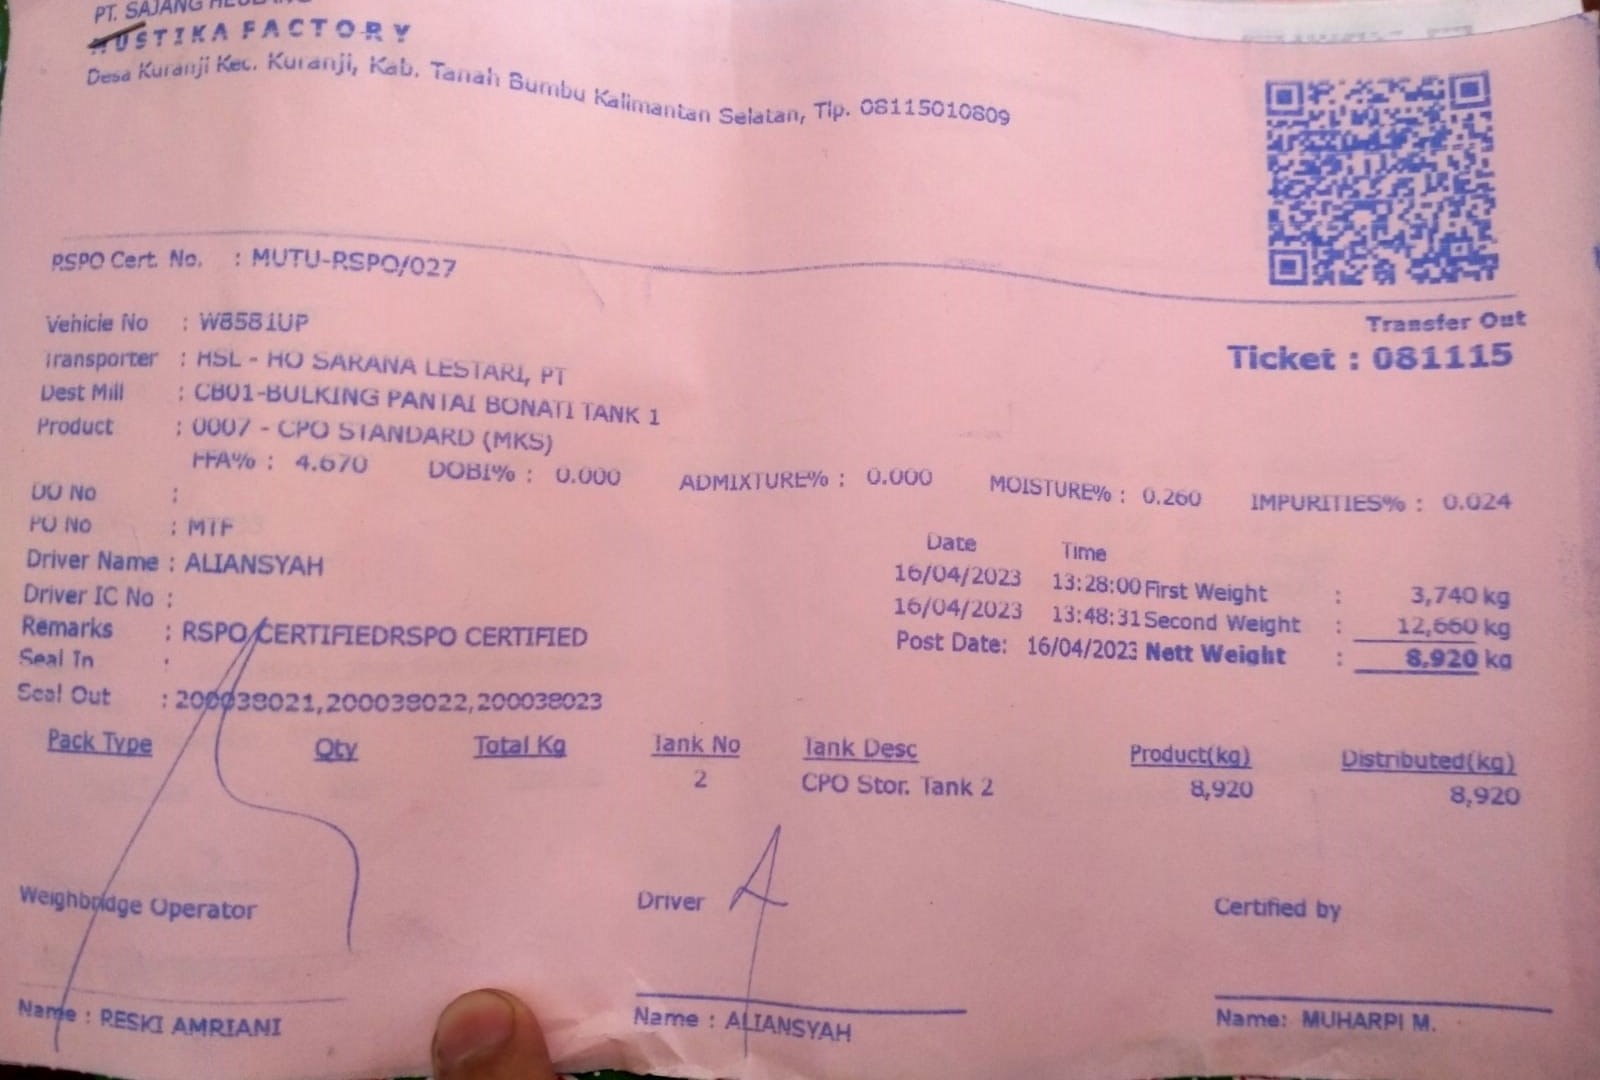 PT. SAJANG
MUSTIKA FACTORY
Desa Kuranji Kec. Kuranji, Kab. Tanah Bumbu Kalimantan Selatan, Tlp. 08115010809
RSPO Cert. No. : MUTU-RSPO/027
Transfer Out
Ticket : 081115
Vehicle No : W8581UP
Transporter : HSL - HO SARANA LESTARI, PT
Dest Mill : CB01-BULKING PANTAI BONATI TANK 1
Product : 0007 - CPO STANDARD (MKS)
FFA% : 4.670 DOBI% : 0.000 ADMIXTURE% : 0.000 MOISTURE% : 0.260 IMPURITIES% : 0.024
DO No :
PO No : MTF
Driver Name : ALIANSYAH
Driver IC No :
Remarks : RSPO CERTIFIEDRSPO CERTIFIED
Seal In :
Seal Out : 200038021,200038022,200038023
Date Time
16/04/2023 13:28:00 First Weight : 3,740 kg
16/04/2023 13:48:31 Second Weight : 12,660 kg
Post Date: 16/04/2023 Nett Weight : 8,920 kg
Pack Type Qty Total Kg Tank No Tank Desc Product(kg) Distributed(kg)
2 CPO Stor. Tank 2 8,920 8,920
Weighbridge Operator Driver Certified by
Name : RESKI AMRIANI Name : ALIANSYAH Name: MUHARPI M.